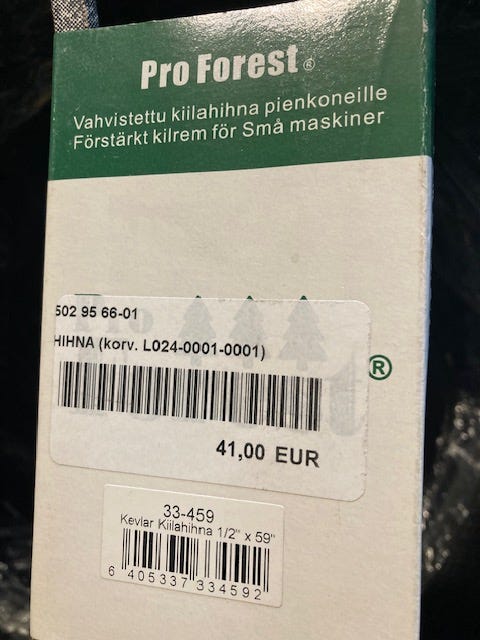 Pro Forest®
Vahvistettu kiilahihna pienkoneille
Förstärkt kilrem för Små maskiner
502 95 66-01
HIHNA (korv. L024-0001-0001)
®
41,00 EUR
33-459
Kevlar Kiilahihna 1/2" x 59"
6 405337 334592